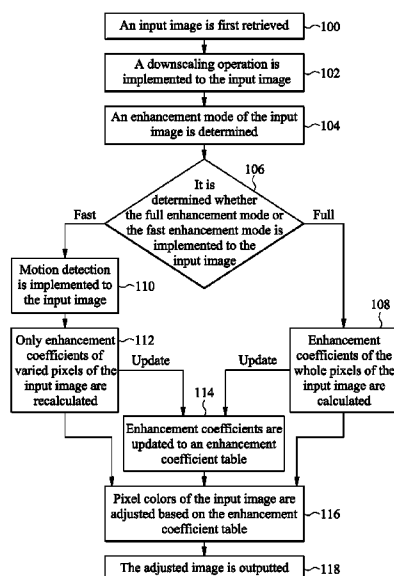 An input image is first retrieved
100
A downscaling operation is
implemented to the input image
102
An enhancement mode of the input
image is determined
104
106
It is
determined whether
the full enhancement mode or
the fast enhancement mode is
implemented to the
input image
Fast
Full
Motion detection
is implemented to
the input image
110
112
Only enhancement
coefficients of
varied pixels of the
input image are
recalculated
Update
108
Enhancement
coefficients of the
whole pixels of
the input image are
calculated
Update
114
Enhancement coefficients are
updated to an enhancement
coefficient table
Pixel colors of the input image are
adjusted based on the enhancement
coefficient table
116
The adjusted image is outputted
118